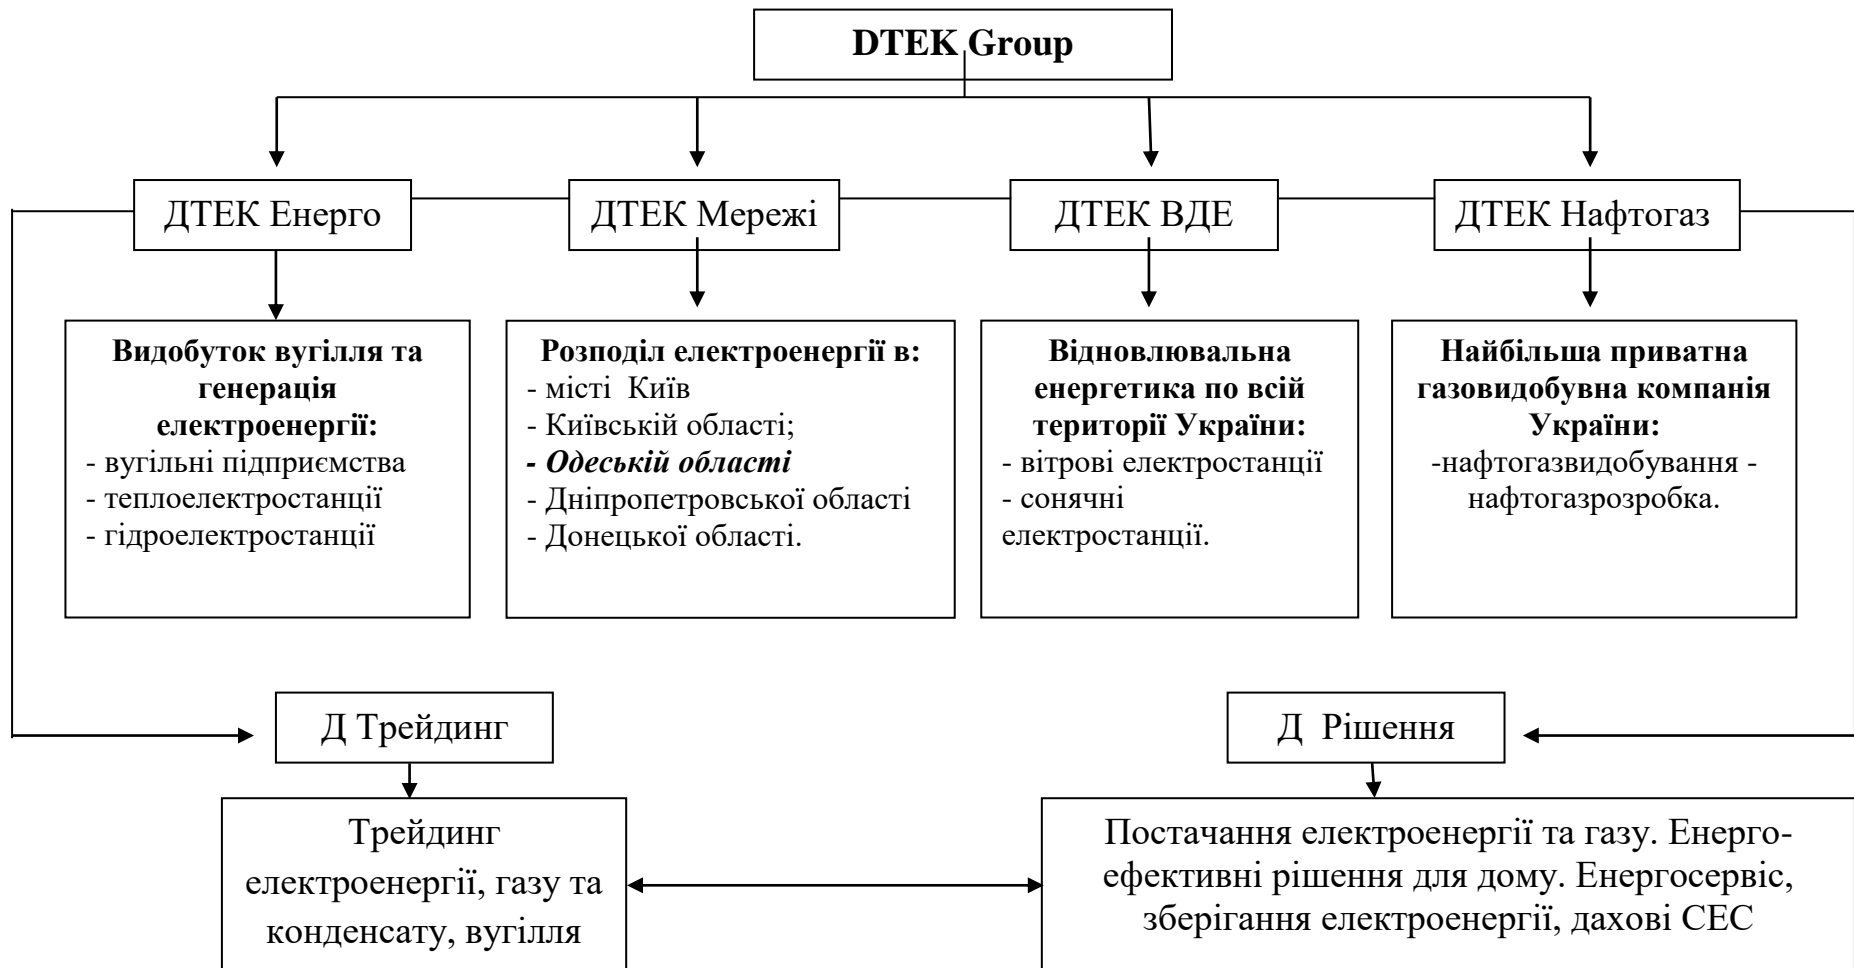 DTEK Group
ДТЕК Енерго
ДТЕК Мережі
ДТЕК ВДЕ
ДТЕК Нафтогаз
Видобуток вугілля та
генерація
електроенергії:
- вугільні підприємства
- теплоелектростанції
- гідроелектростанції
Розподіл електроенергії в:
- місті Київ
- Київській області;
- Одеській області
- Дніпропетровської області
- Донецької області.
Відновлювальна
енергетика по всій
території України:
- вітрові електростанції
- сонячні
електростанції.
Найбільша приватна
газовидобувна компанія
України:
-нафтогазвидобування -
нафтогазрозробка.
Д Трейдинг
Д Рішення
Трейдинг
електроенергії, газу та
конденсату, вугілля
Постачання електроенергії та газу. Енерго-
ефективні рішення для дому. Енергосервіс,
зберігання електроенергії, дахові СЕС